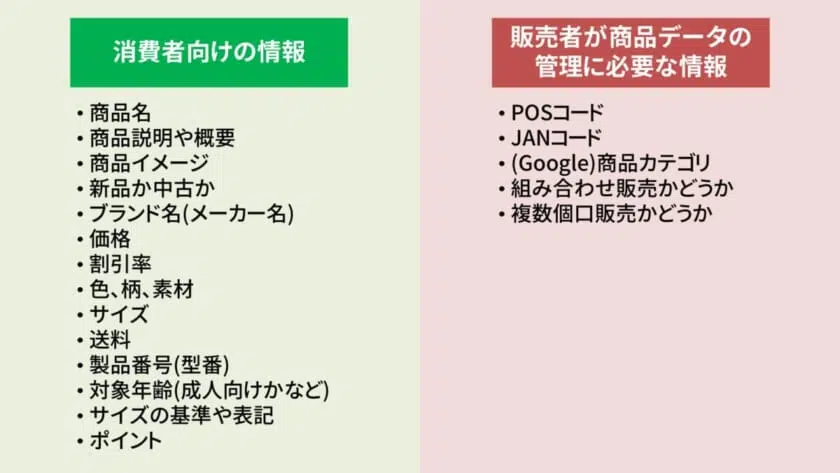 消費者向けの情報
・商品名
・商品説明や概要
・商品イメージ
・新品か中古か
・ブランド名(メーカー名)
・価格
・割引率
・色、柄、素材
・サイズ
・送料
・製品番号(型番)
・対象年齢(成人向けかなど)
・サイズの基準や表記
・ポイント
販売者が商品データの
管理に必要な情報
・POSコード
・JANコード
・(Google)商品カテゴリ
・組み合わせ販売かどうか
・複数個口販売かどうか